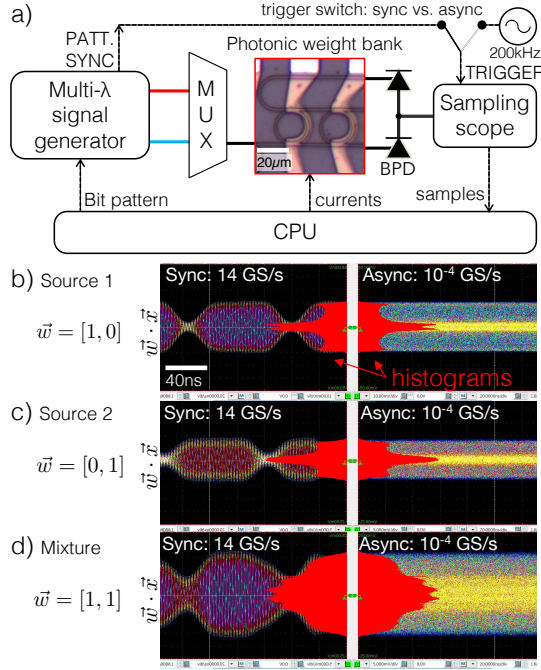 a)
trigger switch: sync vs. async
PATT.
SYNC
Photonic weight bank
200kHz
TRIGGER
Multi-λ
signal
generator
M
U
X
Sampling
scope
20μm
BPD
Bit pattern
currents
samples
CPU
b) Source 1
Sync: 14 GS/s
Async: 10⁻⁴ GS/s
w⃗ = [1, 0]
w⃗ · x⃗
40ns
histograms
c) Source 2
Sync: 14 GS/s
Async: 10⁻⁴ GS/s
w⃗ = [0, 1]
w⃗ · x⃗
d) Mixture
Sync: 14 GS/s
Async: 10⁻⁴ GS/s
w⃗ = [1, 1]
w⃗ · x⃗